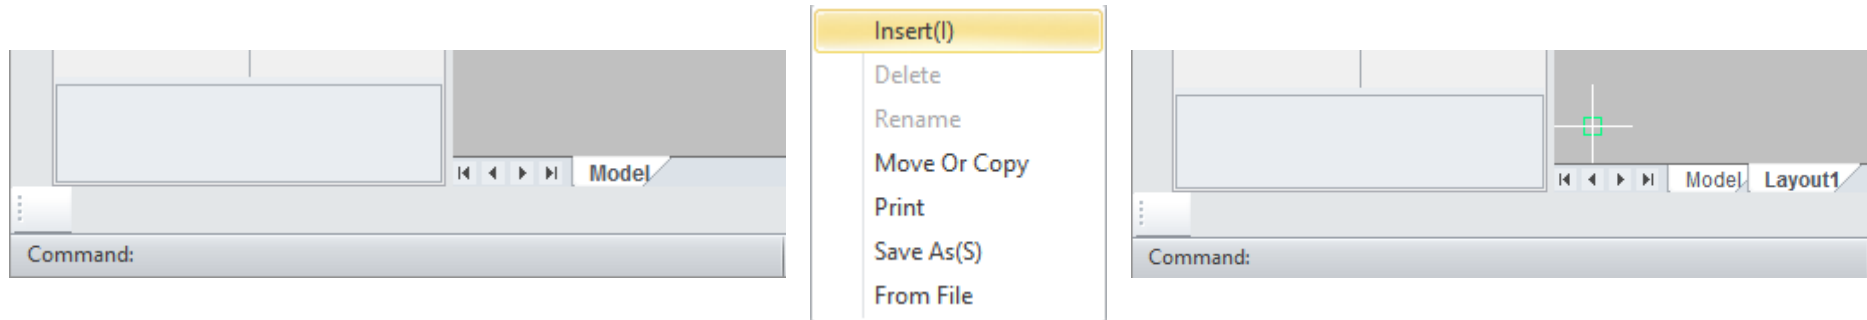 Model
Command:
Insert(I)
Delete
Rename
Move Or Copy
Print
Save As(S)
From File
Model Layout1
Command: